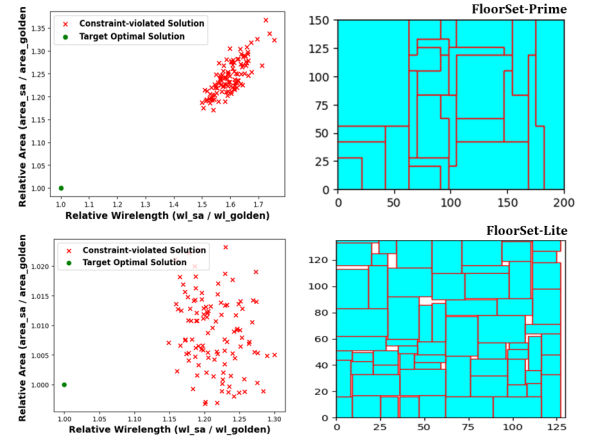 FloorSet-Prime
Constraint-violated Solution
Target Optimal Solution
Relative Area (area_sa / area_golden
1.35
1.30
1.25
1.20
1.15
1.10
1.05
1.00
1.0 1.1 1.2 1.3 1.4 1.5 1.6 1.7
Relative Wirelength (wl_sa / wl_golden)
150
125
100
75
50
25
0
0 50 100 150 200
FloorSet-Lite
Constraint-violated Solution
Target Optimal Solution
Relative Area (area_sa / area_golden
1.020
1.015
1.010
1.005
1.000
1.00 1.05 1.10 1.15 1.20 1.25 1.30
Relative Wirelength (wl_sa / wl_golden)
120
100
80
60
40
20
0
0 25 50 75 100 125